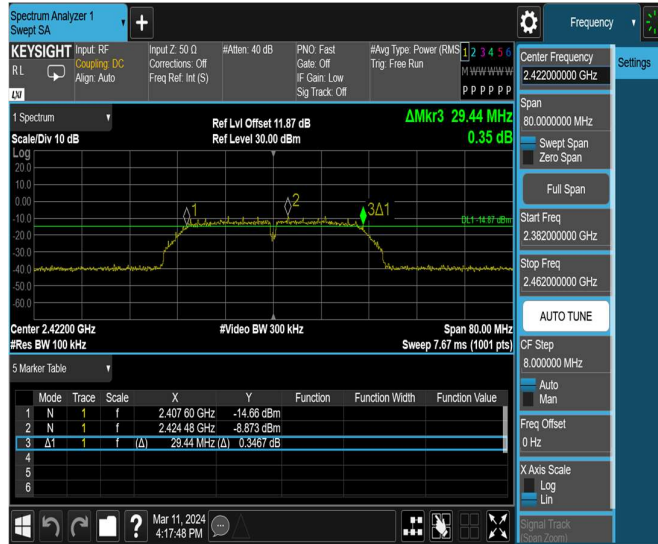 Spectrum Analyzer 1
Swept SA
+
Frequency
KEYSIGHT
RL
LXI
Input: RF
Coupling: DC
Align: Auto
Input Z: 50 Ω
Corrections: Off
Freq Ref: Int (S)
#Atten: 40 dB
PNO: Fast
Gate: Off
IF Gain: Low
Sig Track: Off
#Avg Type: Power (RMS
Trig: Free Run
1 2 3 4 5 6
M W W W W W
P P P P P P
Center Frequency
2.422000000 GHz
Settings
Span
80.0000000 MHz
Swept Span
Zero Span
Full Span
Start Freq
2.382000000 GHz
Stop Freq
2.462000000 GHz
AUTO TUNE
CF Step
8.000000 MHz
Auto
Man
Freq Offset
0 Hz
X Axis Scale
Log
Lin
Signal Track
(Span Zoom)
1 Spectrum
Scale/Div 10 dB
Ref Lvl Offset 11.87 dB
Ref Level 30.00 dBm
ΔMkr3 29.44 MHz
0.35 dB
Log
20.0
10.0
0.00
-10.0
-20.0
-30.0
-40.0
-50.0
-60.0
1
2
3Δ1
DL1 -14.87 dBm
Center 2.42200 GHz
#Video BW 300 kHz
Span 80.00 MHz
#Res BW 100 kHz
Sweep 7.67 ms (1001 pts)
5 Marker Table
Mode Trace Scale X Y Function Function Width Function Value
1 N 1 f 2.407 60 GHz -14.66 dBm
2 N 1 f 2.424 48 GHz -8.873 dBm
3 Δ1 1 f (Δ) 29.44 MHz (Δ) 0.3467 dB
4
5
6
?
Mar 11, 2024
4:17:48 PM